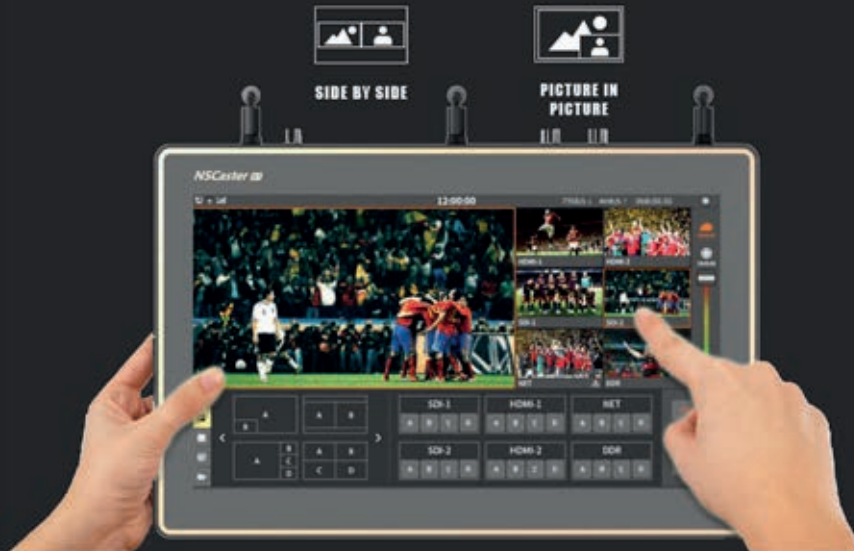 SIDE BY SIDE
PICTURE IN
PICTURE
NSCaster
12:00:00
HDMI-1
HDMI-2
SDI-1
SDI-2
NET
DDR
A
B
A B
SDI-1
HDMI-1
NET
A B C D
A B C D
A B C D
A
B
C
D
A B
C D
SDI-2
HDMI-2
DDR
A B C D
A B C D
A B C D